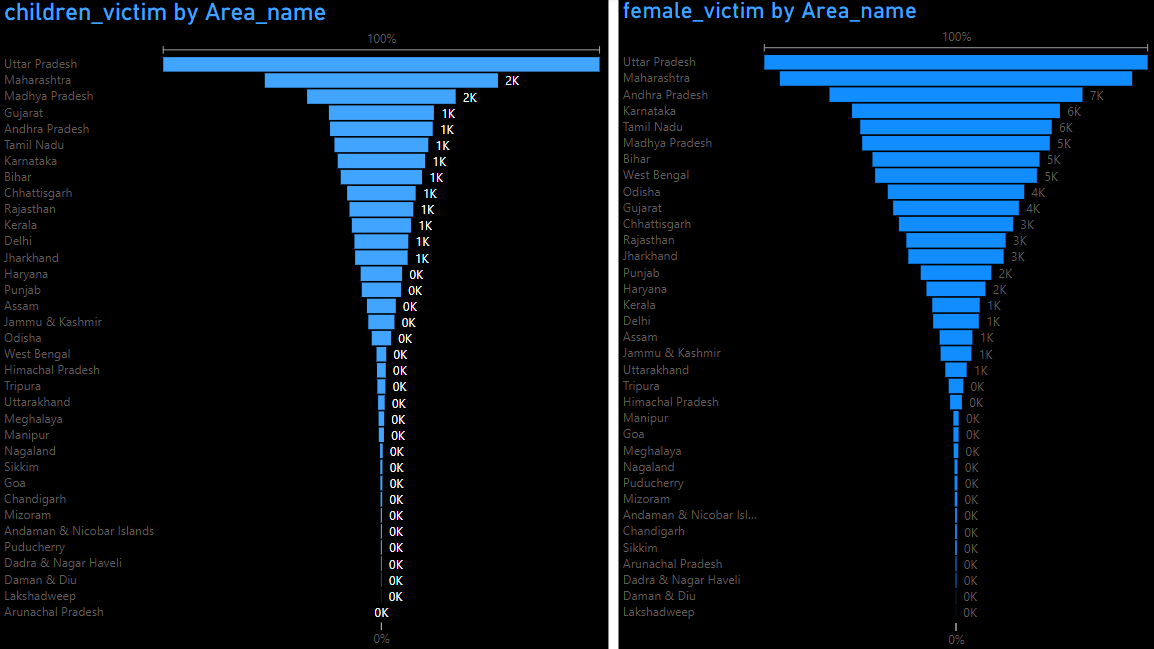 children_victim by Area_name
100%
Uttar Pradesh
Maharashtra 2K
Madhya Pradesh 2K
Gujarat 1K
Andhra Pradesh 1K
Tamil Nadu 1K
Karnataka 1K
Bihar 1K
Chhattisgarh 1K
Rajasthan 1K
Kerala 1K
Delhi 1K
Jharkhand 1K
Haryana 0K
Punjab 0K
Assam 0K
Jammu & Kashmir 0K
Odisha 0K
West Bengal 0K
Himachal Pradesh 0K
Tripura 0K
Uttarakhand 0K
Meghalaya 0K
Manipur 0K
Nagaland 0K
Sikkim 0K
Goa 0K
Chandigarh 0K
Mizoram 0K
Andaman & Nicobar Islands 0K
Puducherry 0K
Dadra & Nagar Haveli 0K
Daman & Diu 0K
Lakshadweep 0K
Arunachal Pradesh 0K
0%
female_victim by Area_name
100%
Uttar Pradesh
Maharashtra
Andhra Pradesh 7K
Karnataka 6K
Tamil Nadu 6K
Madhya Pradesh 5K
Bihar 5K
West Bengal 5K
Odisha 4K
Gujarat 4K
Chhattisgarh 3K
Rajasthan 3K
Jharkhand 3K
Punjab 2K
Haryana 2K
Kerala 1K
Delhi 1K
Assam 1K
Jammu & Kashmir 1K
Uttarakhand 1K
Tripura 0K
Himachal Pradesh 0K
Manipur 0K
Goa 0K
Meghalaya 0K
Nagaland 0K
Puducherry 0K
Mizoram 0K
Andaman & Nicobar Isl... 0K
Chandigarh 0K
Sikkim 0K
Arunachal Pradesh 0K
Dadra & Nagar Haveli 0K
Daman & Diu 0K
Lakshadweep 0K
0%